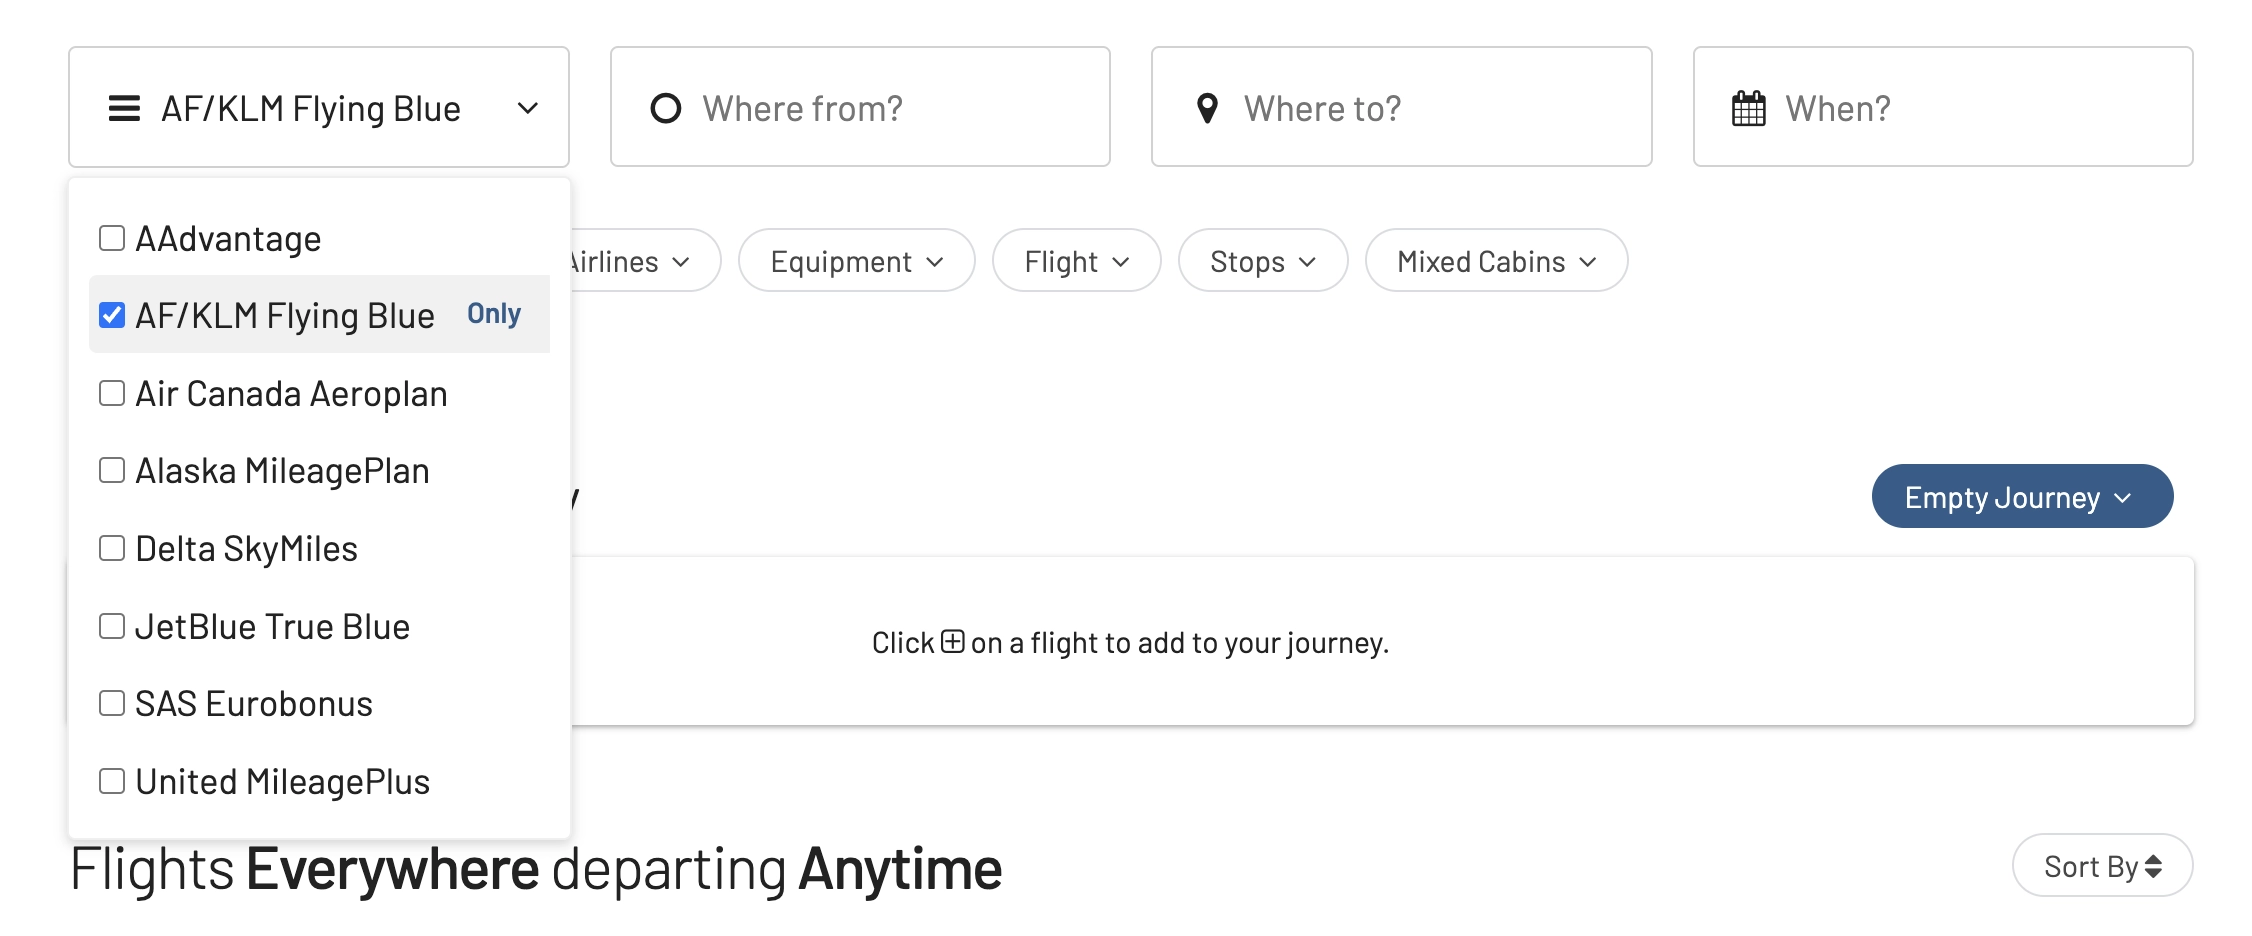 AF/KLM Flying Blue
Where from?
Where to?
When?
AAdvantage
AF/KLM Flying Blue Only
Air Canada Aeroplan
Alaska MileagePlan
Delta SkyMiles
JetBlue True Blue
SAS Eurobonus
United MileagePlus
Airlines
Equipment
Flight
Stops
Mixed Cabins
Empty Journey
Click on a flight to add to your journey.
Flights Everywhere departing Anytime
Sort By